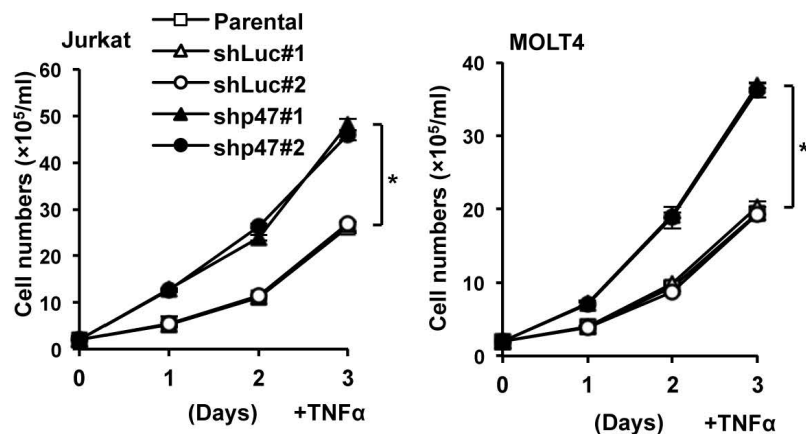 Parental
shLuc#1
shLuc#2
shp47#1
shp47#2
Jurkat
Cell numbers (×10⁵/ml)
60
50
40
30
20
10
0
*
0 1 2 3
(Days) +TNFα
MOLT4
Cell numbers (×10⁵/ml)
40
30
20
10
0
*
0 1 2 3
(Days) +TNFα